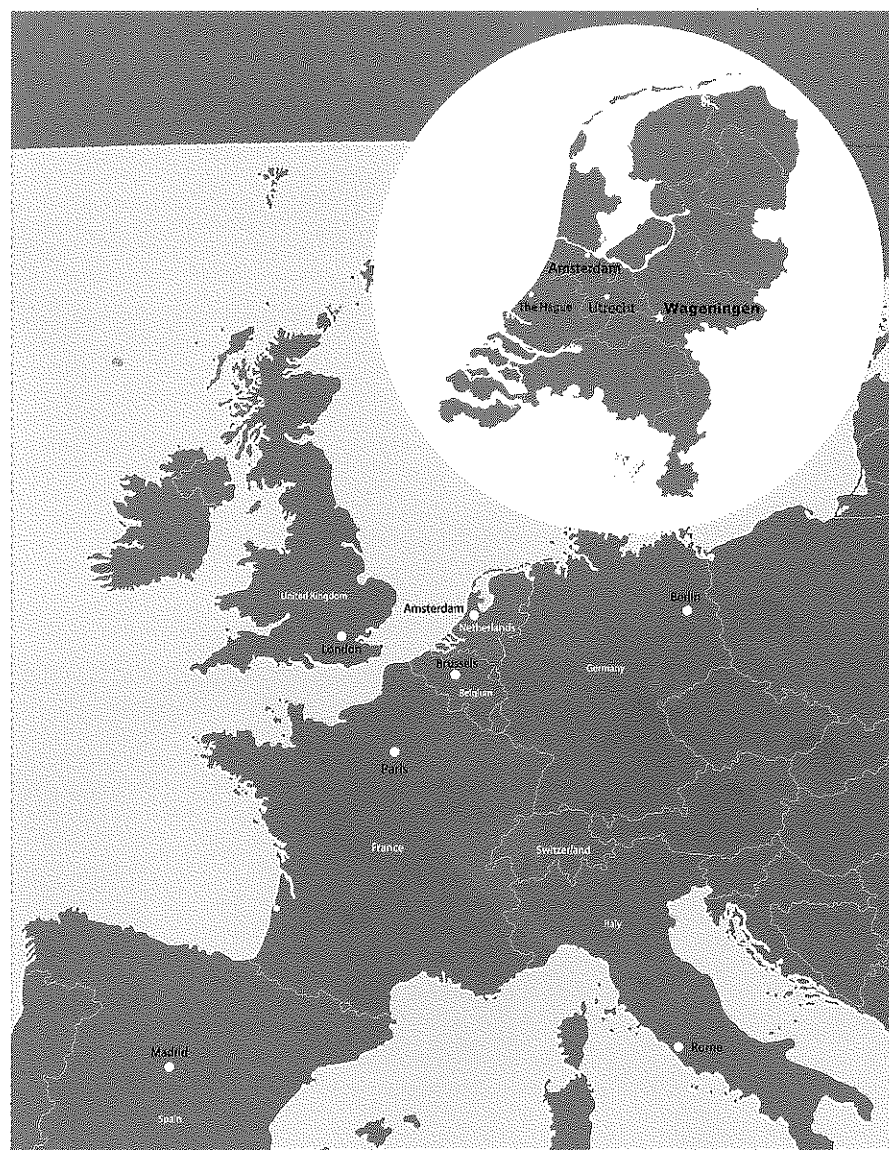 Amsterdam
The Hague
Utrecht
Wageningen
United Kingdom
Amsterdam
Berlin
Netherlands
London
Brussels
Germany
Belgium
Paris
France
Switzerland
Italy
Madrid
Rome
Spain